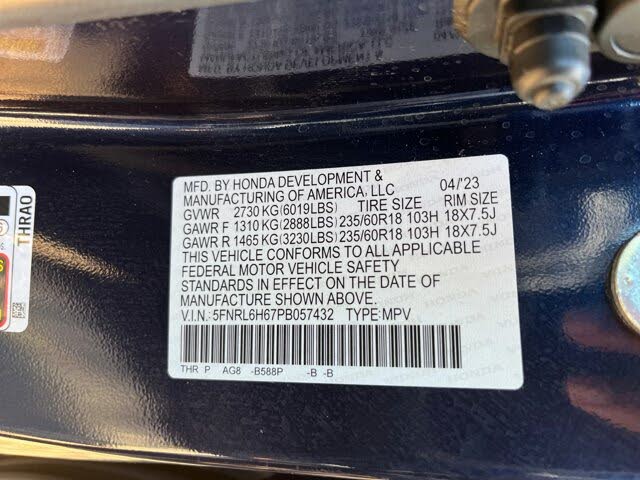 MFD. BY HONDA DEVELOPMENT &
MANUFACTURING OF AMERICA, LLC 04/'23
GVWR 2730 KG(6019LBS) TIRE SIZE RIM SIZE
GAWR F 1310 KG(2888LBS) 235/60R18 103H 18X7.5J
GAWR R 1465 KG(3230LBS) 235/60R18 103H 18X7.5J
THIS VEHICLE CONFORMS TO ALL APPLICABLE
FEDERAL MOTOR VEHICLE SAFETY
STANDARDS IN EFFECT ON THE DATE OF
MANUFACTURE SHOWN ABOVE.
V.I.N.: 5FNRL6H67PB057432 TYPE: MPV
THR P AG8 -B588P -B -B
THRA0